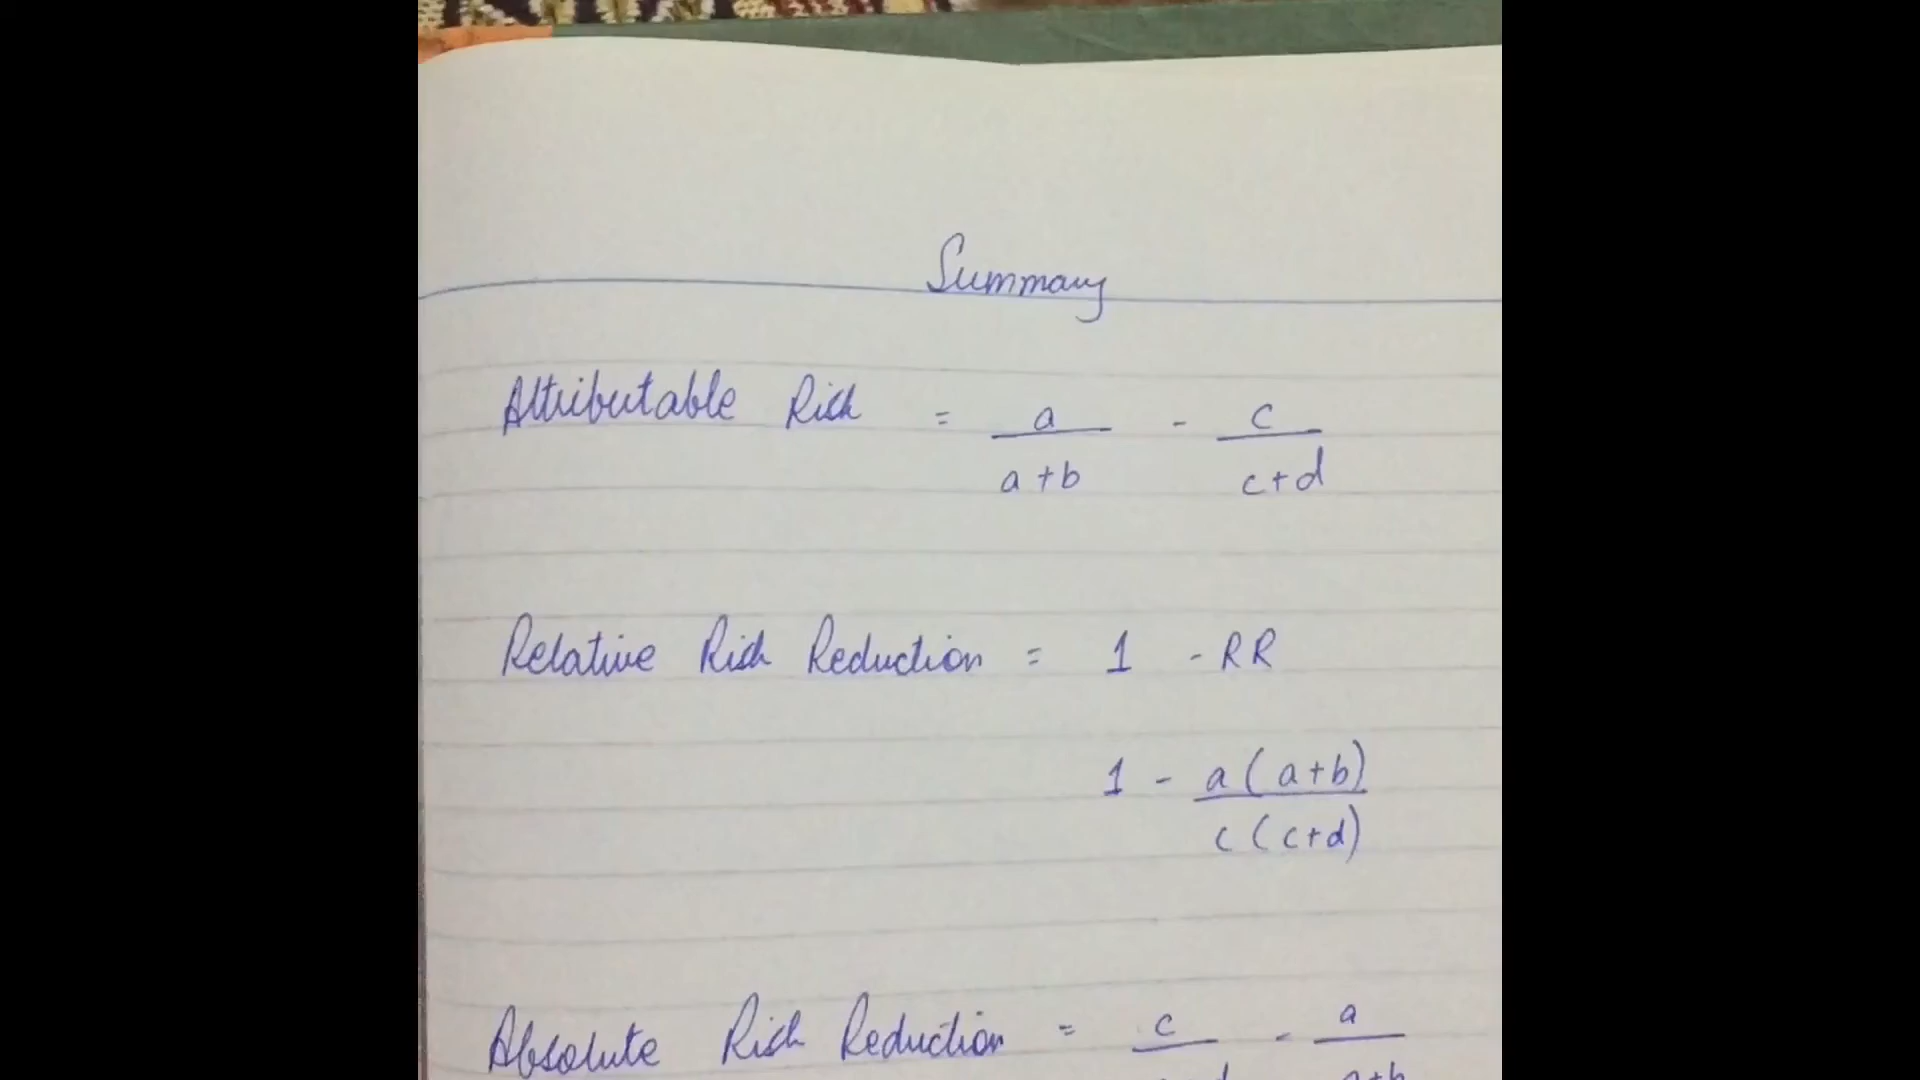 Summary
Attributable Risk = a/a+b - c/c+d
Relative Risk Reduction = 1 - RR
1 - a(a+b)/c(c+d)
Absolute Risk Reduction = c - a
a+b